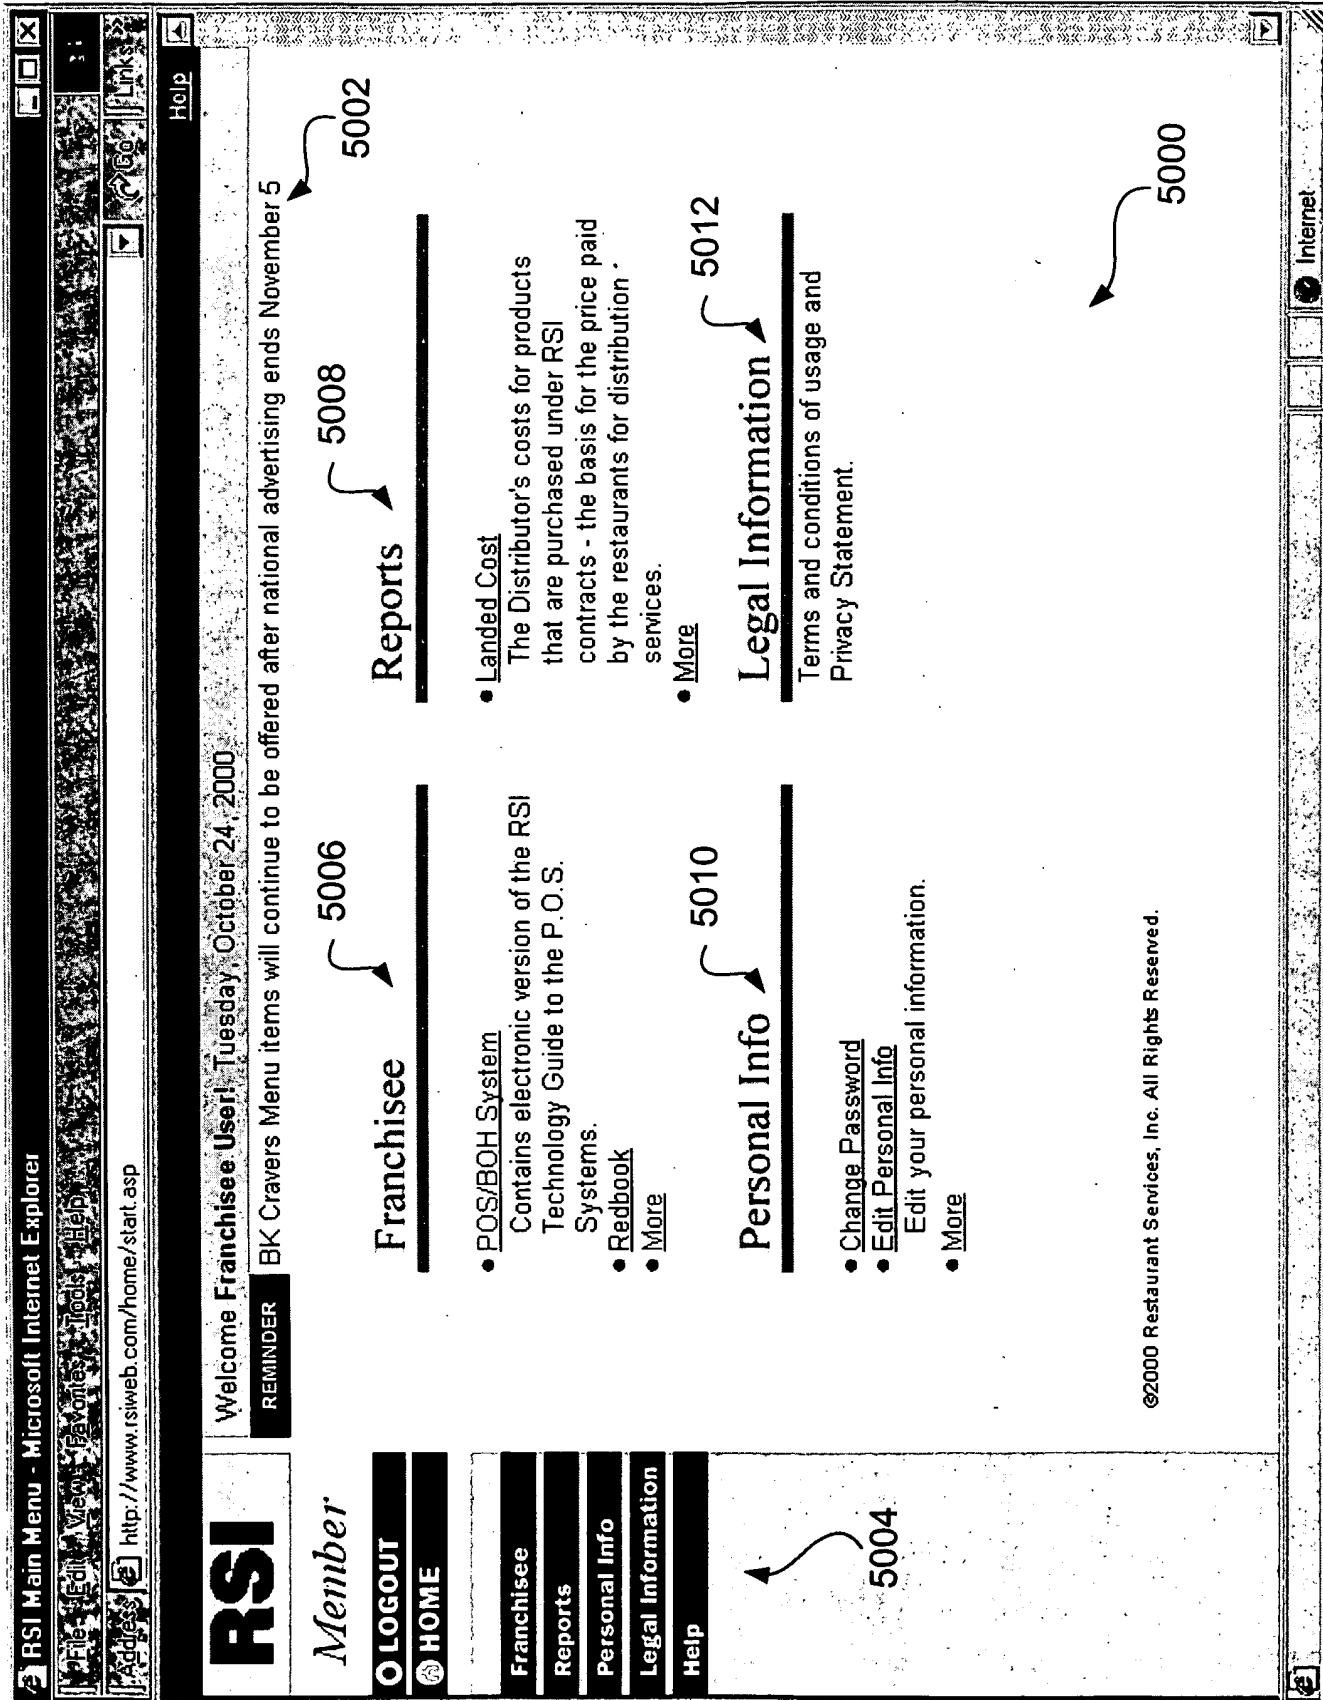 RSI Main Menu - Microsoft Internet Explorer
File Edit View Favorites Tools Help
Address http://www.rsiweb.com/home/start.asp Go Links »
Help
RSI
Welcome Franchisee User! Tuesday, October 24, 2000
REMINDER BK Cravers Menu items will continue to be offered after national advertising ends November 5
5002
Member
LOGOUT
HOME
Franchisee
Reports
Personal Info
Legal Information
Help
5004
5006
Franchisee
• POS/BOH System
Contains electronic version of the RSI
Technology Guide to the P.O.S.
Systems.
• Redbook
• More
5008
Reports
• Landed Cost
The Distributor's costs for products
that are purchased under RSI
contracts - the basis for the price paid
by the restaurants for distribution
services.
• More
5010
Personal Info
• Change Password
• Edit Personal Info
Edit your personal information.
• More
5012
Legal Information
Terms and conditions of usage and
Privacy Statement.
5000
©2000 Restaurant Services, Inc. All Rights Reserved.
Internet